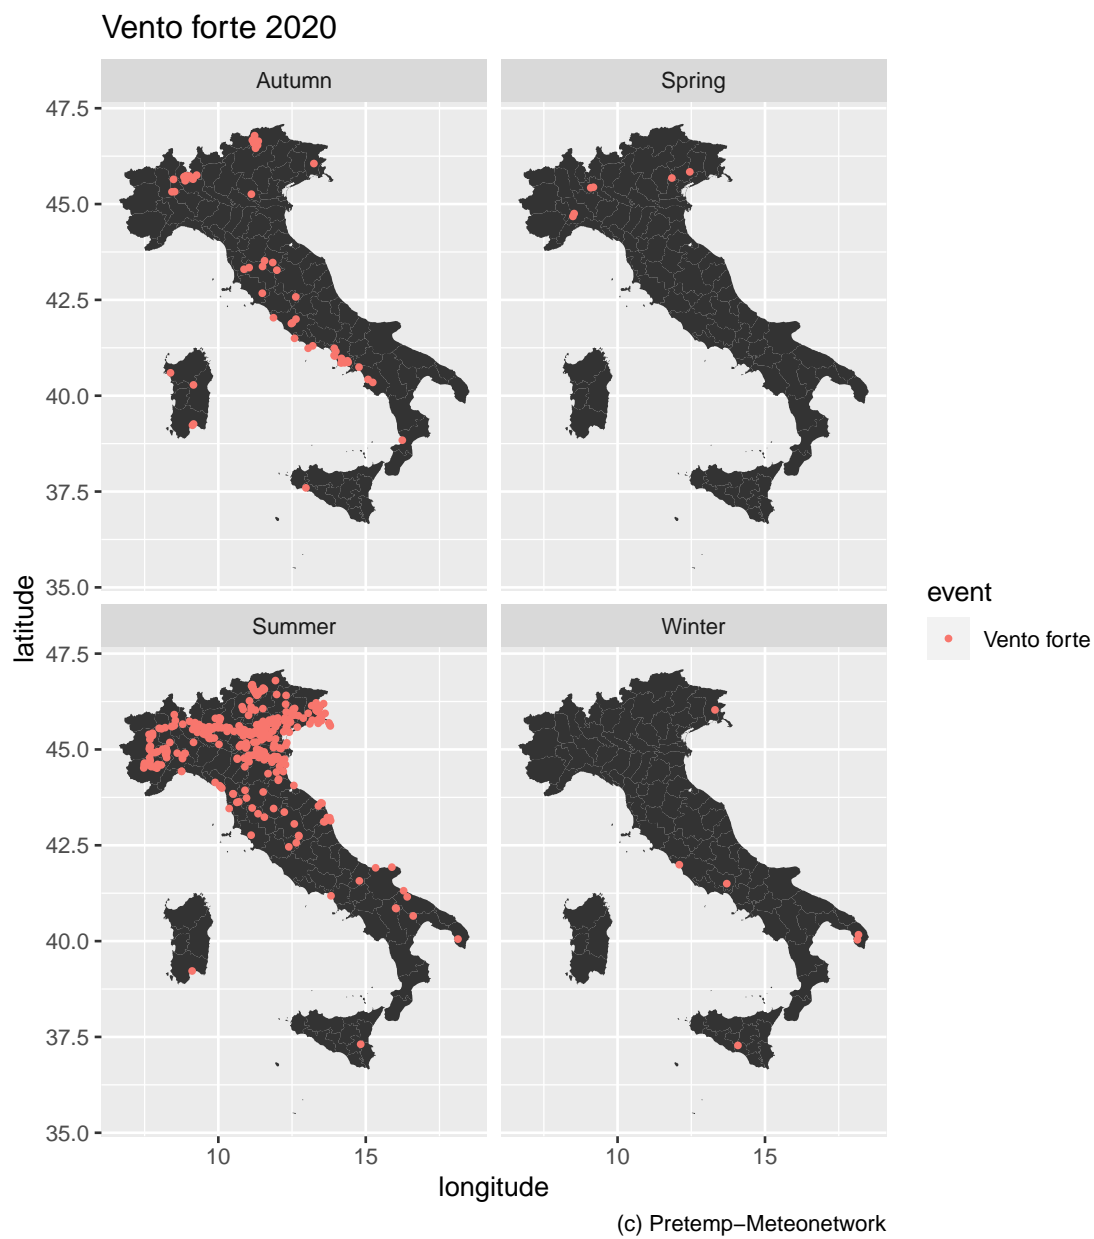 Vento forte 2020
Autumn
Spring
47.5
45.0
42.5
40.0
37.5
35.0
latitude
Summer
Winter
47.5
45.0
42.5
40.0
37.5
35.0
10
15
10
15
longitude
event
Vento forte
(c) Pretemp−Meteonetwork